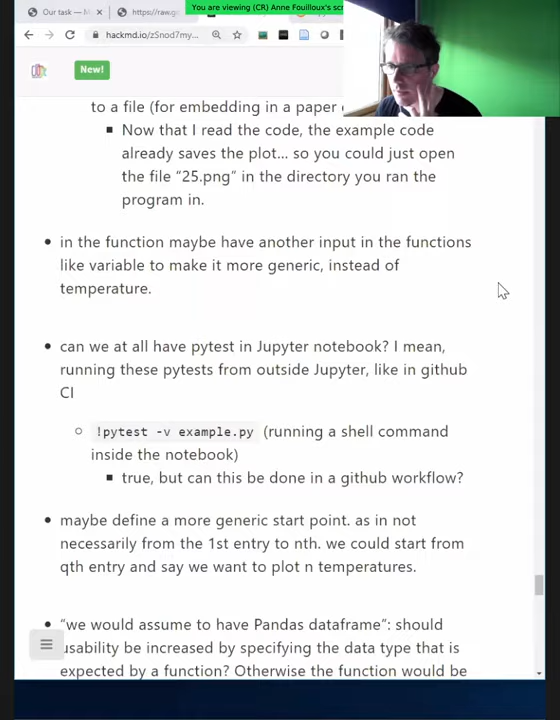 You are viewing (CR) Anne Fouilloux's scr
Our task — M
https://raw.g
hackmd.io/zSnod7my...
New!
to a file (for embedding in a paper
Now that I read the code, the example code
already saves the plot... so you could just open
the file “25.png” in the directory you ran the
program in.
in the function maybe have another input in the functions
like variable to make it more generic, instead of
temperature.
can we at all have pytest in Jupyter notebook? I mean,
running these pytests from outside Jupyter, like in github
CI
!pytest -v example.py (running a shell command
inside the notebook)
true, but can this be done in a github workflow?
maybe define a more generic start point. as in not
necessarily from the 1st entry to nth. we could start from
qth entry and say we want to plot n temperatures.
“we would assume to have Pandas dataframe”: should
usability be increased by specifying the data type that is
expected by a function? Otherwise the function would be